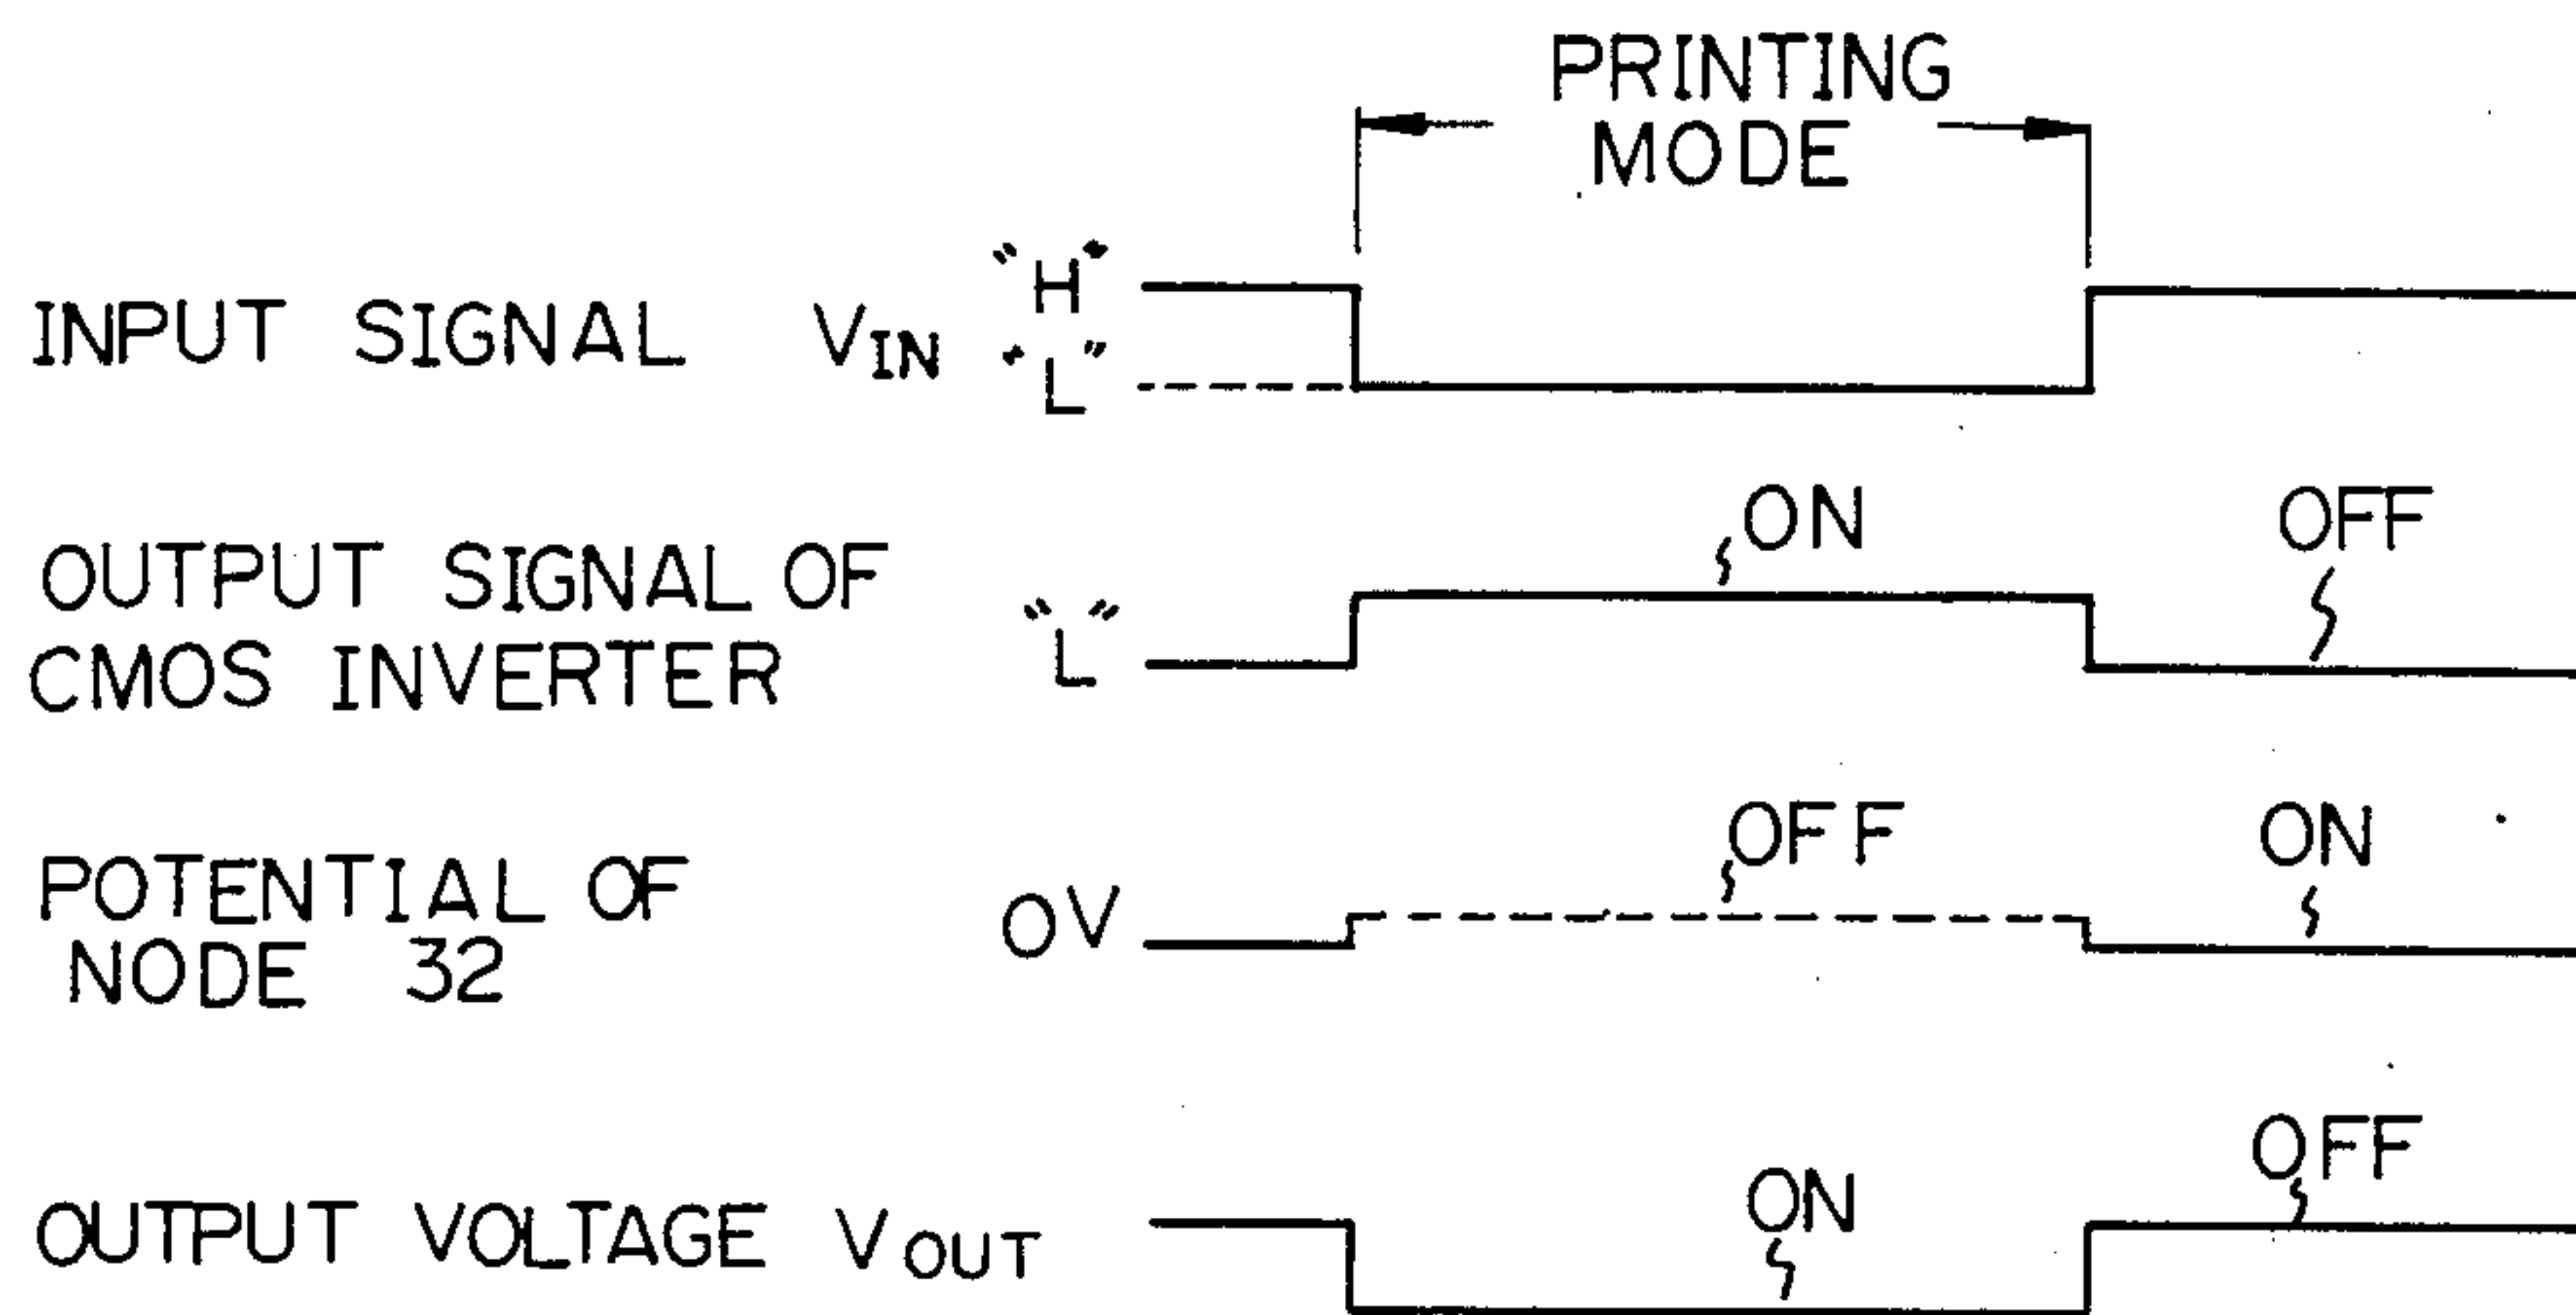 PRINTING
MODE
INPUT SIGNAL VIN "H"
"L"
ON OFF
OUTPUT SIGNAL OF
CMOS INVERTER "L"
OFF ON
POTENTIAL OF
NODE 32 0V
OFF
ON
OUTPUT VOLTAGE VOUT